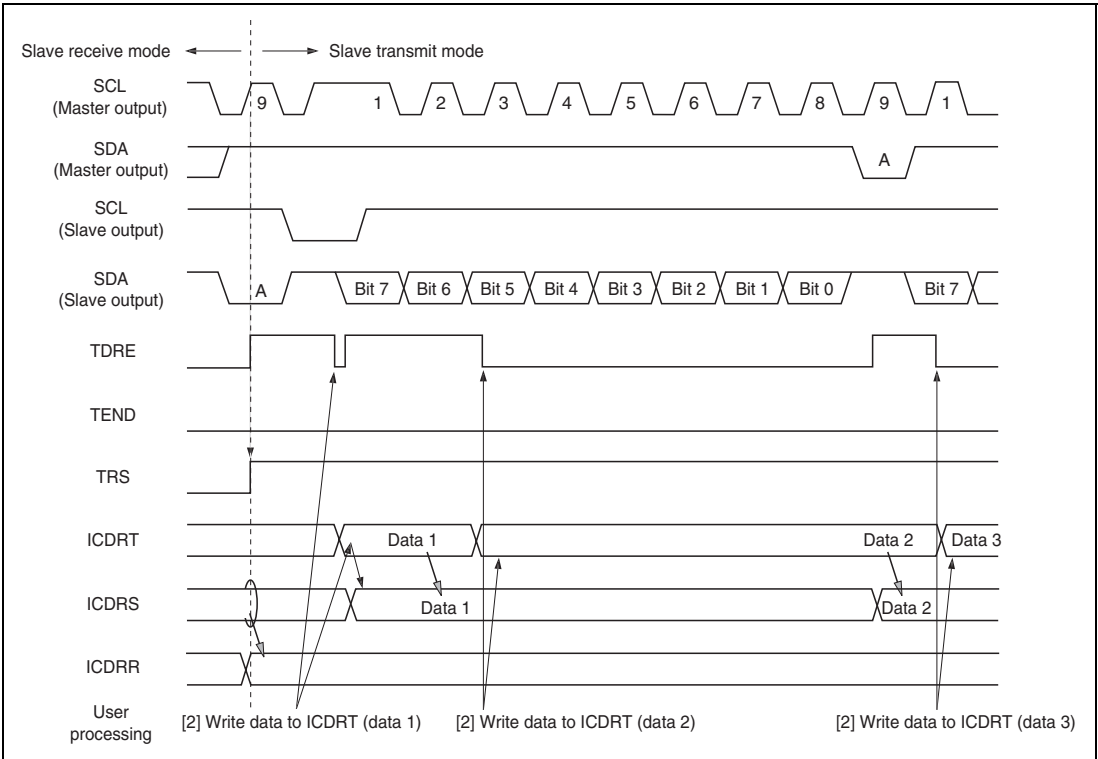 Slave receive mode
Slave transmit mode
SCL
(Master output)
9 1 2 3 4 5 6 7 8 9 1
SDA
(Master output)
A
SCL
(Slave output)
SDA
(Slave output)
A Bit 7 Bit 6 Bit 5 Bit 4 Bit 3 Bit 2 Bit 1 Bit 0 Bit 7
TDRE
TEND
TRS
ICDRT
Data 1 Data 2 Data 3
ICDRS
Data 1 Data 2
ICDRR
User
processing
[2] Write data to ICDRT (data 1) [2] Write data to ICDRT (data 2) [2] Write data to ICDRT (data 3)